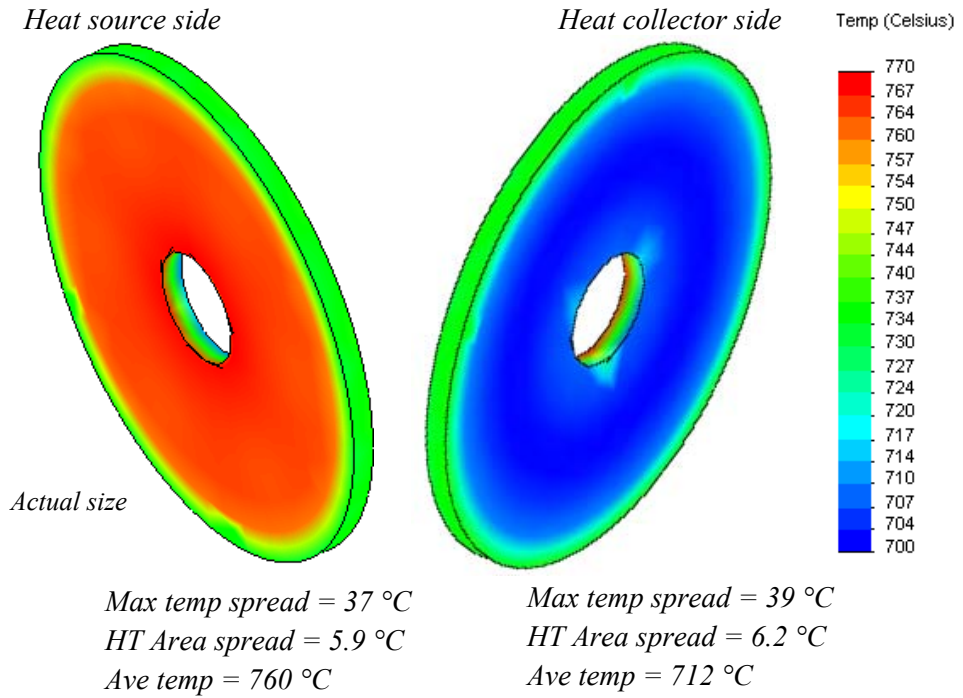 Heat source side
Heat collector side
Temp (Celsius)
770
767
764
760
757
754
750
747
744
740
737
734
730
727
724
720
717
714
710
707
704
700
Actual size
Max temp spread = 37 °C
HT Area spread = 5.9 °C
Ave temp = 760 °C
Max temp spread = 39 °C
HT Area spread = 6.2 °C
Ave temp = 712 °C